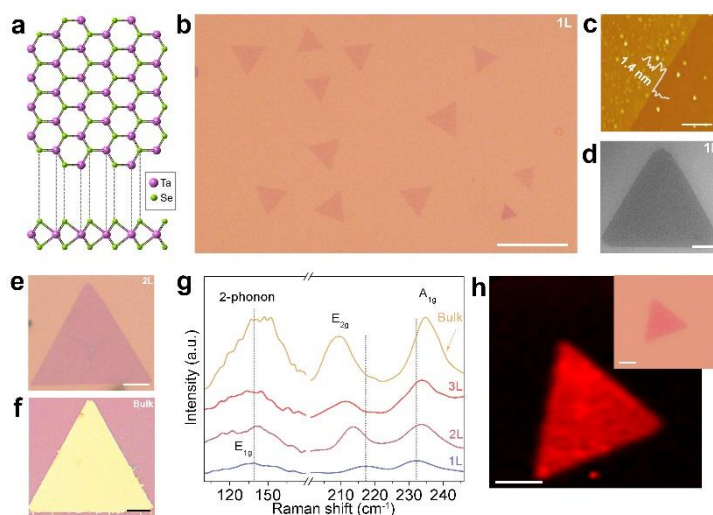 a
Ta
Se
b
1L
c
1.4 nm
d
1l
e
2L
f
Bulk
g
2-phonon
E2g
A1g
Bulk
3L
2L
E1g
1L
Intensity (a.u.)
120 150 210 220 230 240
Raman shift (cm-1)
h